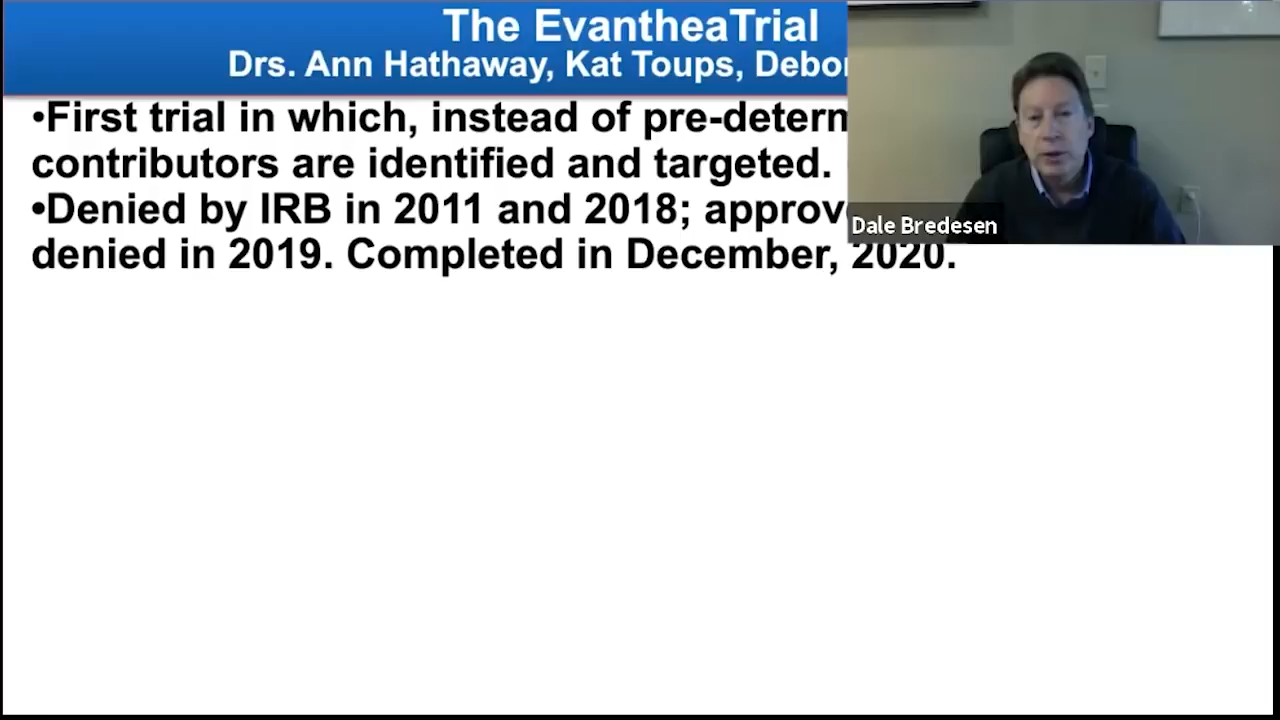 The EvantheaTrial
Drs. Ann Hathaway, Kat Toups, Debor
•First trial in which, instead of pre-determ
contributors are identified and targeted.
•Denied by IRB in 2011 and 2018; approv
denied in 2019. Completed in December, 2020.
Dale Bredesen